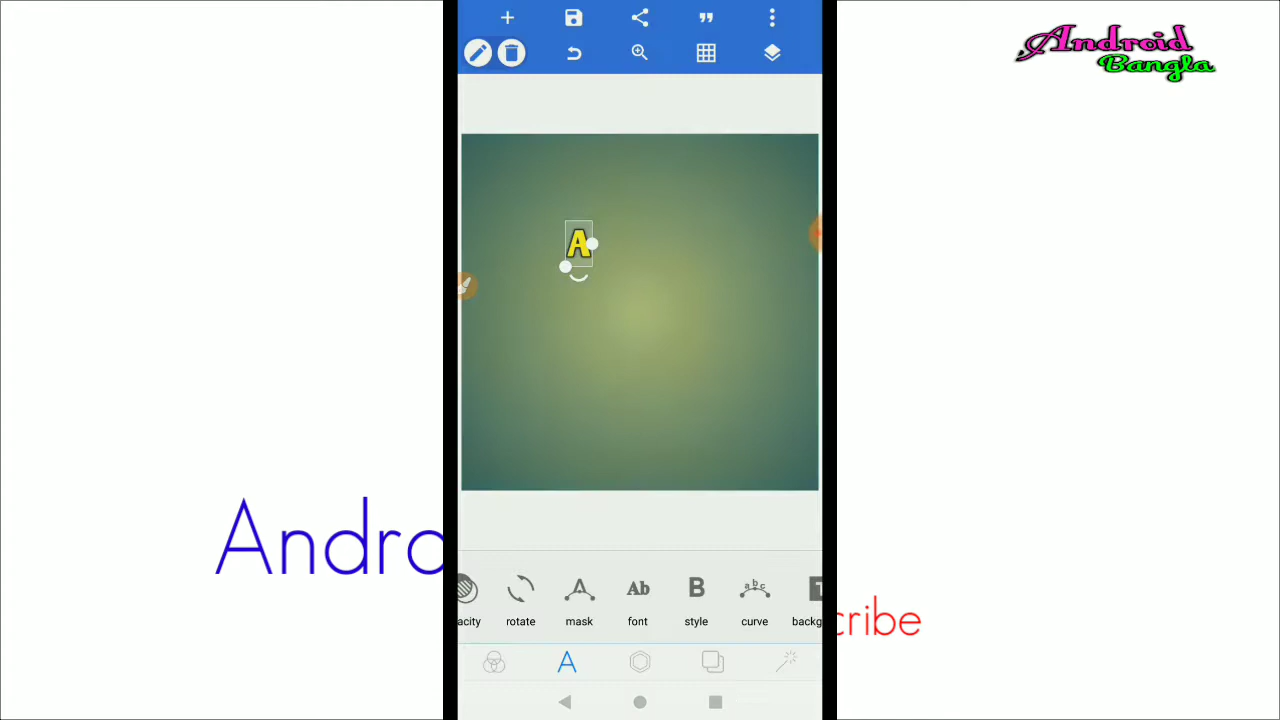 Android
Bangla
A
acity
rotate
Ab
B
abc
mask
font
style
curve
backg
Andro
cribe